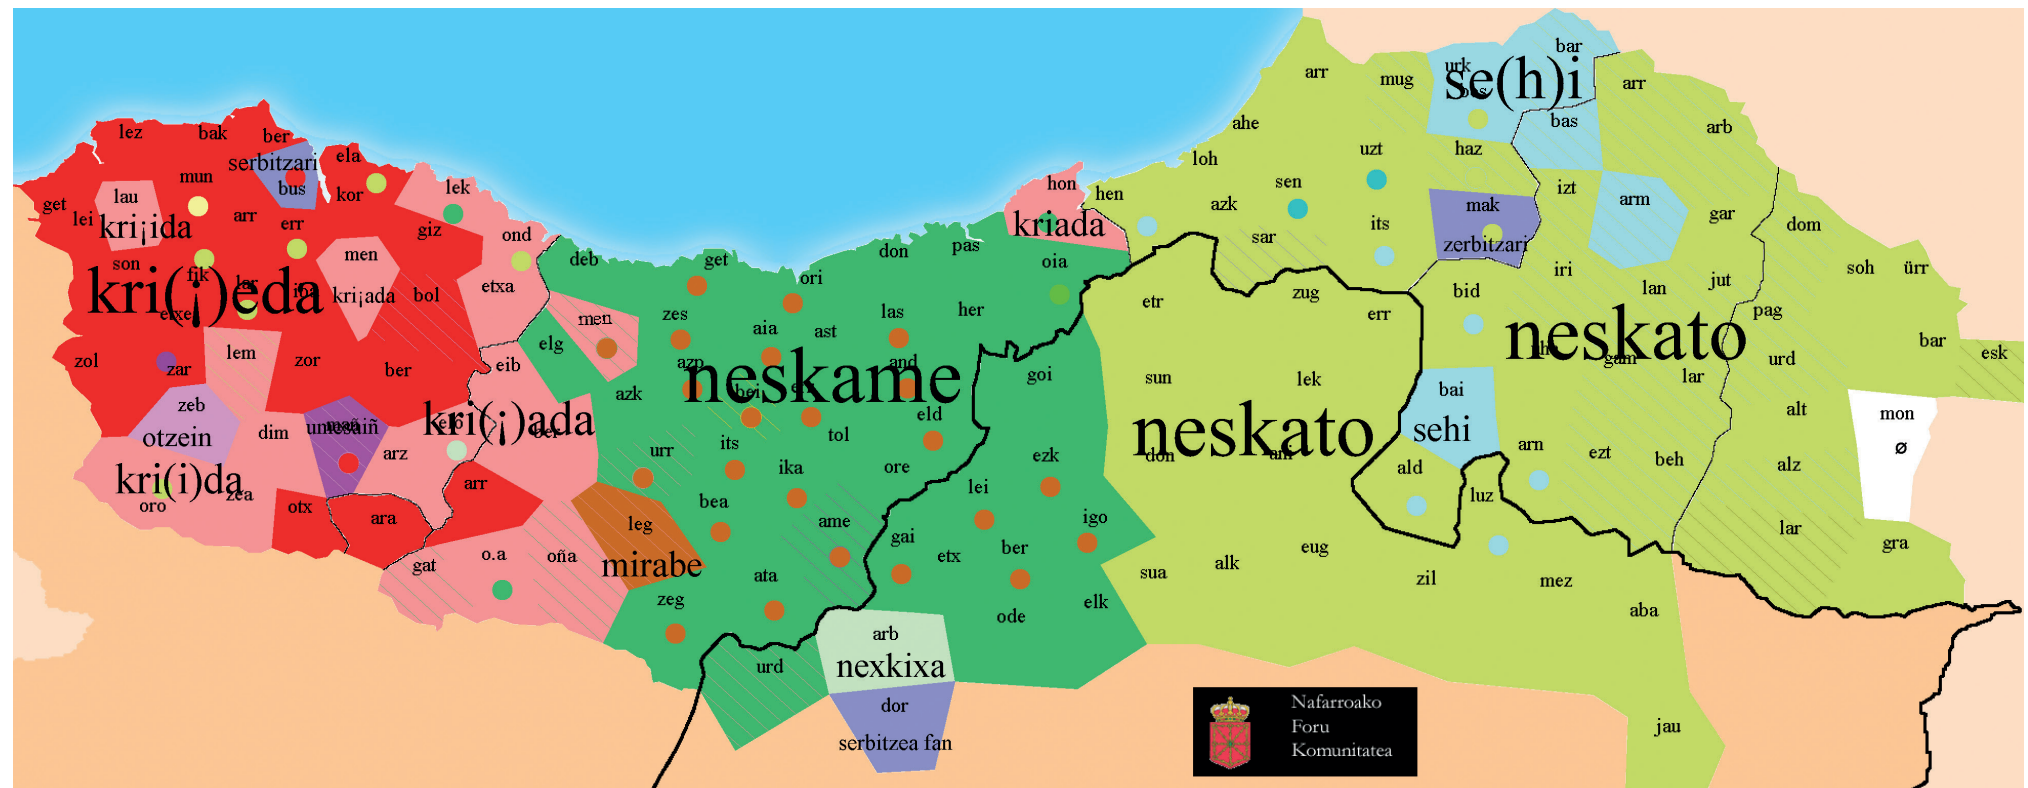 bar
urk
se(h)i
arr
mug
arr
bas
arb
lez
bak
ber
ahe
ela
serbitzari
uzt
haz
loh
mun
bus
kor
lek
hon
hen
sen
izt
arm
lau
get
lei
kri¡ida
arr
err
giz
ond
kriada
azk
its
mak
gar
dom
sar
zerbitzari
son
fik
men
deb
get
don
pas
oia
iri
soh
ürr
kri(¡)eda
lar
kri¡ada
bol
etxa
ori
etr
zug
bid
lan
jut
etxe
men
zes
aia
ast
las
her
err
neskato
pag
zol
zar
lem
zor
ber
eib
elg
azp
and
goi
gam
urd
bar
esk
neskame
sun
lek
lar
zeb
azk
bei
bai
alt
mon
otzein
dim
umesaiñ
kri(¡)ada
ber
eld
neskato
sehi
ø
arz
urr
its
tol
don
ald
arn
ezt
beh
alz
kri(i)da
zea
oro
otx
ara
arr
ika
ore
ezk
lei
luz
leg
bea
ame
gai
igo
lar
gra
gat
o.a
oña
mirabe
etx
ber
eug
alk
sua
zil
mez
ata
zeg
ode
elk
aba
arb
nexkixa
urd
dor
serbitzea fan
jau
Nafarroako
Foru
Komunitatea